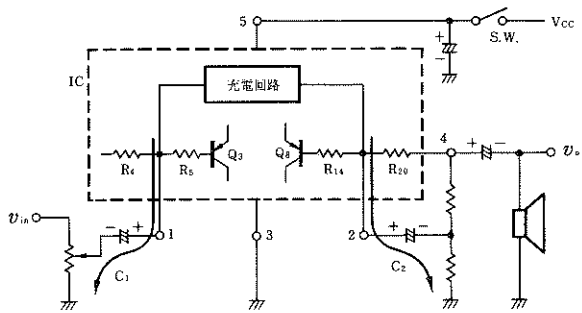 5
Vcc
S.W.
+
-
IC
充電回路
R₄
R₅
Q₃
Q₈
R₁₄
R₂₀
4
+ -
vₒ
vᵢₙ
- +
1
3
2
+ -
C₁
C₂